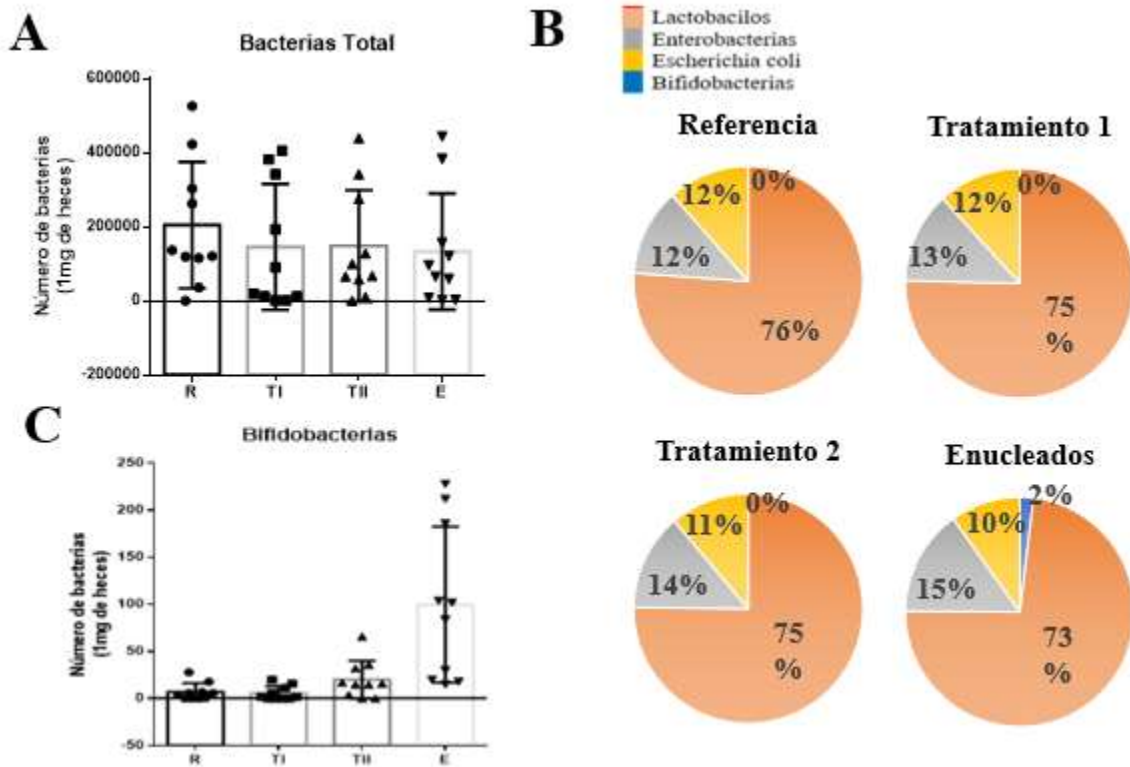 A
Bacterias Total
Número de bacterias
(1mg de heces)
600000
400000
200000
0
-200000
R
TI
TII
E
B
Lactobacilos
Enterobacterias
Escherichia coli
Bifidobacterias
Referencia
12%
0%
12%
76%
Tratamiento 1
12%
0%
13%
75
%
Tratamiento 2
11%
0%
14%
75
%
Enucleados
10%
2%
15%
73
%
C
Bifidobacterias
Número de bacterias
(1mg de heces)
250
200
150
100
50
0
-50
R
TI
TII
E